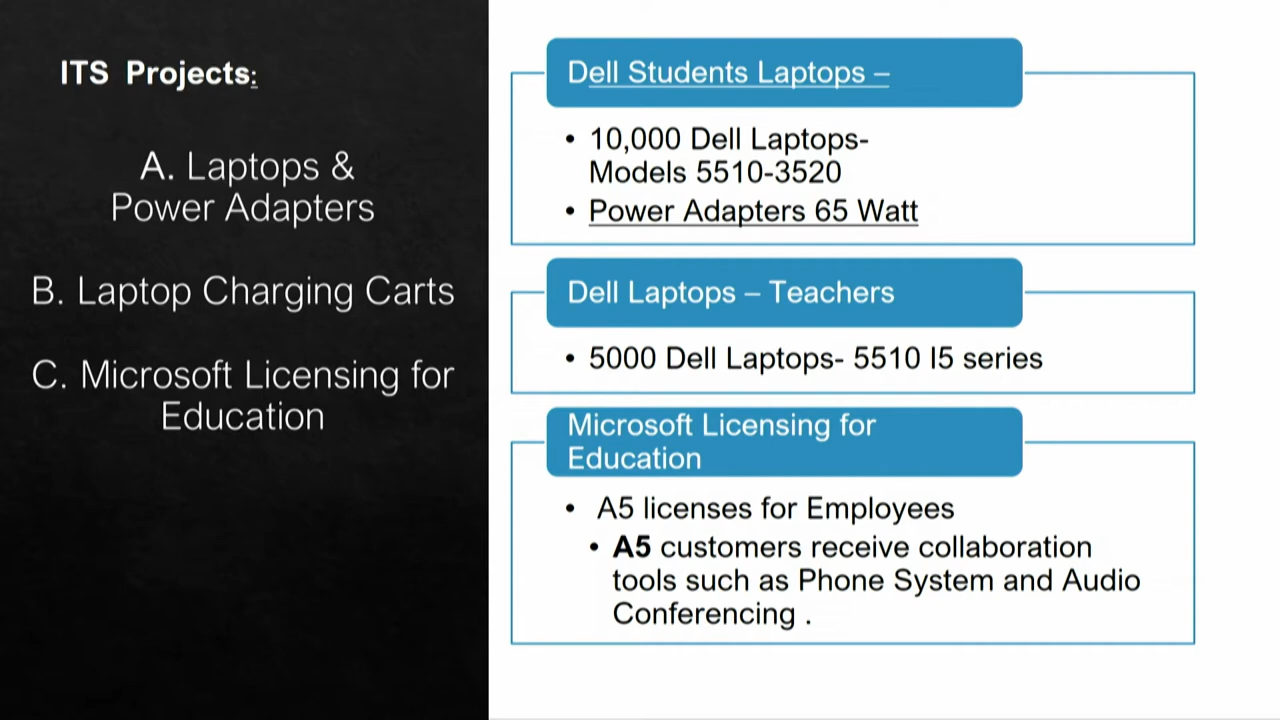 ITS Projects:
A. Laptops &
Power Adapters
B. Laptop Charging Carts
C. Microsoft Licensing for
Education
Dell Students Laptops –
• 10,000 Dell Laptops-
Models 5510-3520
• Power Adapters 65 Watt
Dell Laptops – Teachers
• 5000 Dell Laptops- 5510 I5 series
Microsoft Licensing for
Education
• A5 licenses for Employees
• A5 customers receive collaboration
tools such as Phone System and Audio
Conferencing .